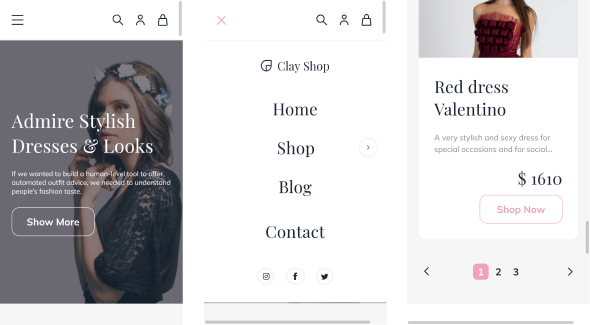 Admire Stylish
Dresses & Looks
If we wanted to build a human-level tool to offer
automated outfit advice, we needed to understand
people's fashion taste.
Show More
Clay Shop
Home
Shop
Blog
Contact
Red dress
Valentino
A very stylish and sexy dress for
special occasions and for social...
$ 1610
Shop Now
1 2 3